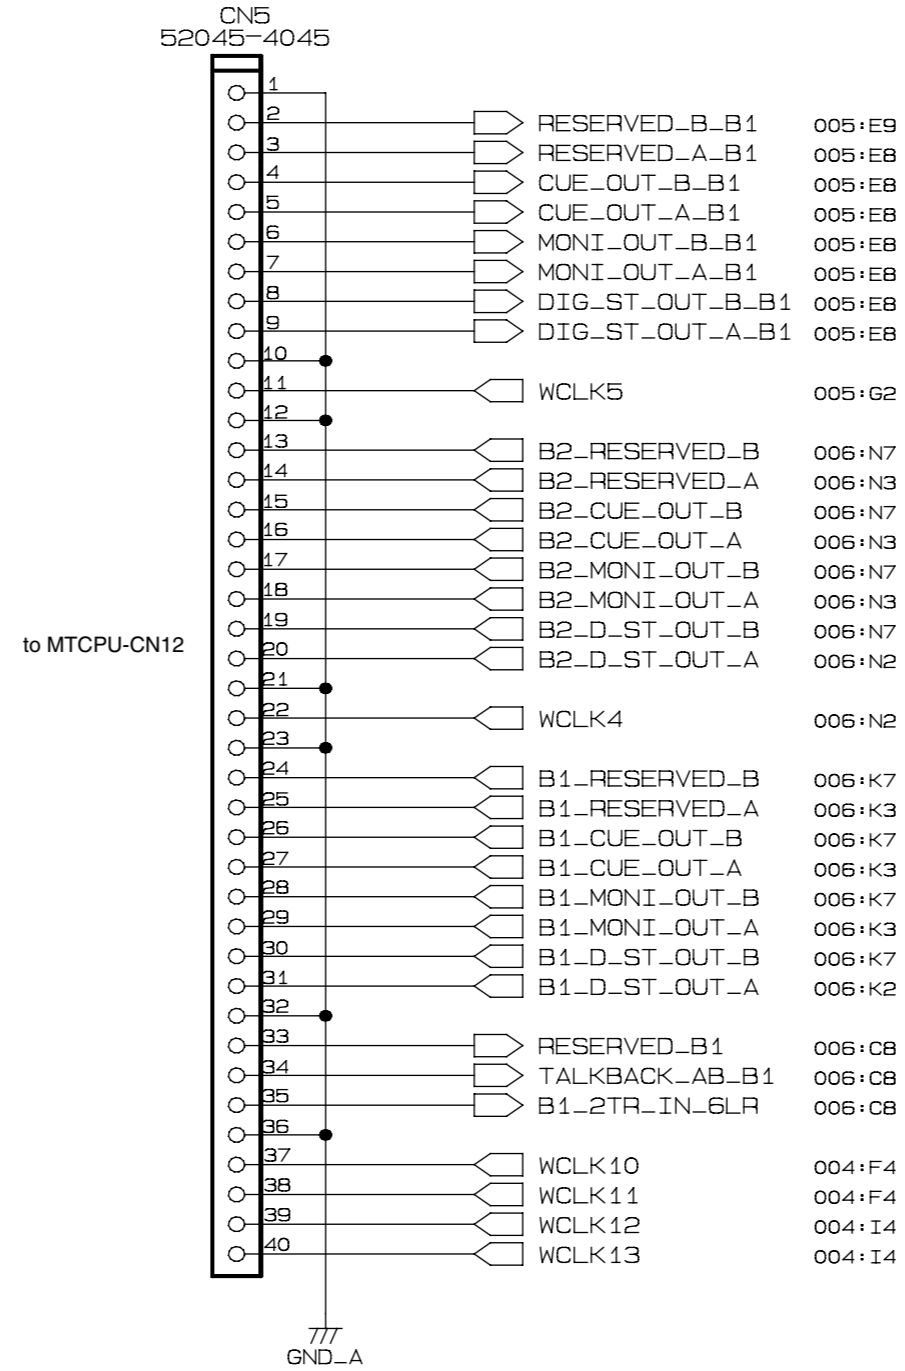 CN5
52045-4045
1
2 RESERVED_B_B1 005:E9
3 RESERVED_A_B1 005:E8
4 CUE_OUT_B_B1 005:E8
5 CUE_OUT_A_B1 005:E8
6 MONI_OUT_B_B1 005:E8
7 MONI_OUT_A_B1 005:E8
8 DIG_ST_OUT_B_B1 005:E8
9 DIG_ST_OUT_A_B1 005:E8
10
11 WCLK5 005:G2
12
13 B2_RESERVED_B 006:N7
14 B2_RESERVED_A 006:N3
15 B2_CUE_OUT_B 006:N7
16 B2_CUE_OUT_A 006:N3
17 B2_MONI_OUT_B 006:N7
18 B2_MONI_OUT_A 006:N3
19 B2_D_ST_OUT_B 006:N7
to MTCPU-CN12
20 B2_D_ST_OUT_A 006:N2
21
22 WCLK4 006:N2
23
24 B1_RESERVED_B 006:K7
25 B1_RESERVED_A 006:K3
26 B1_CUE_OUT_B 006:K7
27 B1_CUE_OUT_A 006:K3
28 B1_MONI_OUT_B 006:K7
29 B1_MONI_OUT_A 006:K3
30 B1_D_ST_OUT_B 006:K7
31 B1_D_ST_OUT_A 006:K2
32
33 RESERVED_B1 006:C8
34 TALKBACK_AB_B1 006:C8
35 B1_2TR_IN_6LR 006:C8
36
37 WCLK10 004:F4
38 WCLK11 004:F4
39 WCLK12 004:I4
40 WCLK13 004:I4
GND_A